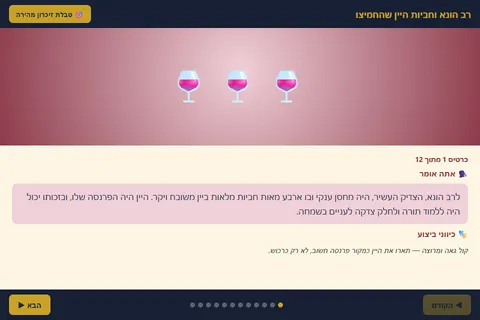 רב הונא וחביות היין שהחמיצו
🎯 טבלת זיכרון מהירה
כרטיס 1 מתוך 12
🗣️ אתה אומר
לרב הונא, הצדיק העשיר, היה מחסן ענקי ובו ארבע מאות חביות מלאות ביין משובח ויקר. היין היה הפרנסה שלו, ובזכותו יכול
היה ללמוד תורה ולחלק צדקה לעניים בשמחה.
🎭 כיווני ביצוע
קול גאה ומרוצה — תארו את היין כמקור פרנסה חשוב, לא רק כרכוש.
◀ הקודם
הבא ▶